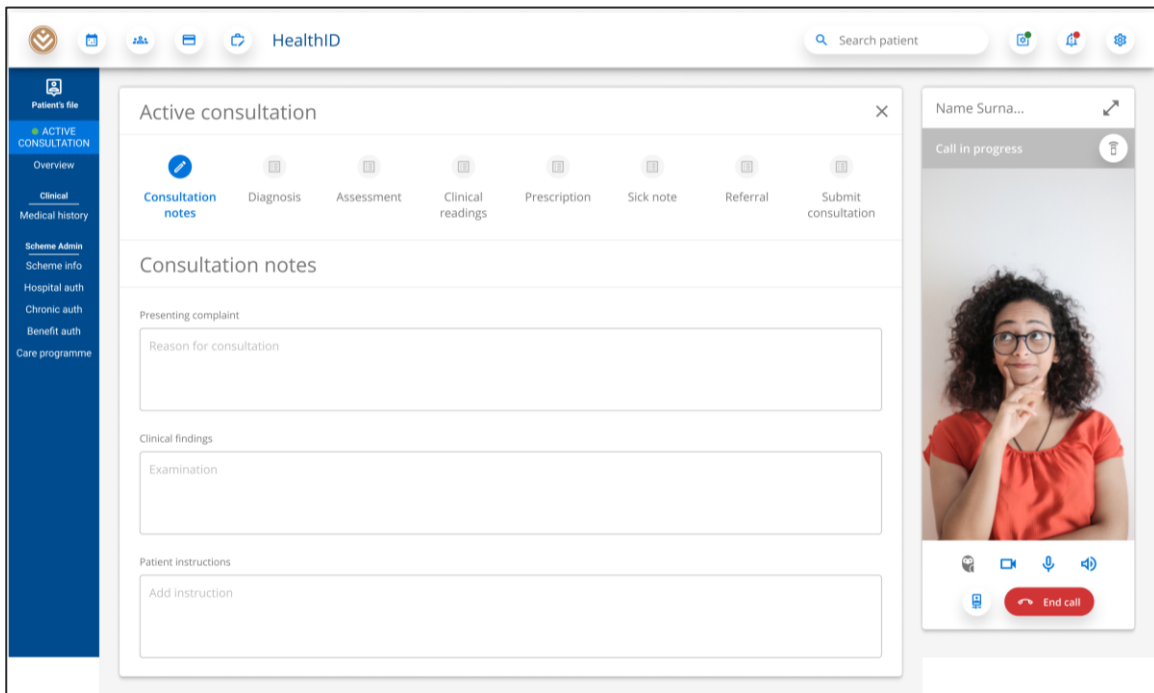 HealthID
Search patient
Patient's file
ACTIVE
CONSULTATION
Overview
Clinical
Medical history
Scheme Admin
Scheme info
Hospital auth
Chronic auth
Benefit auth
Care programme
Active consultation
Consultation
notes
Diagnosis
Assessment
Clinical
readings
Prescription
Sick note
Referral
Submit
consultation
Consultation notes
Presenting complaint
Reason for consultation
Clinical findings
Examination
Patient instructions
Add instruction
Name Surna...
Call in progress
End call